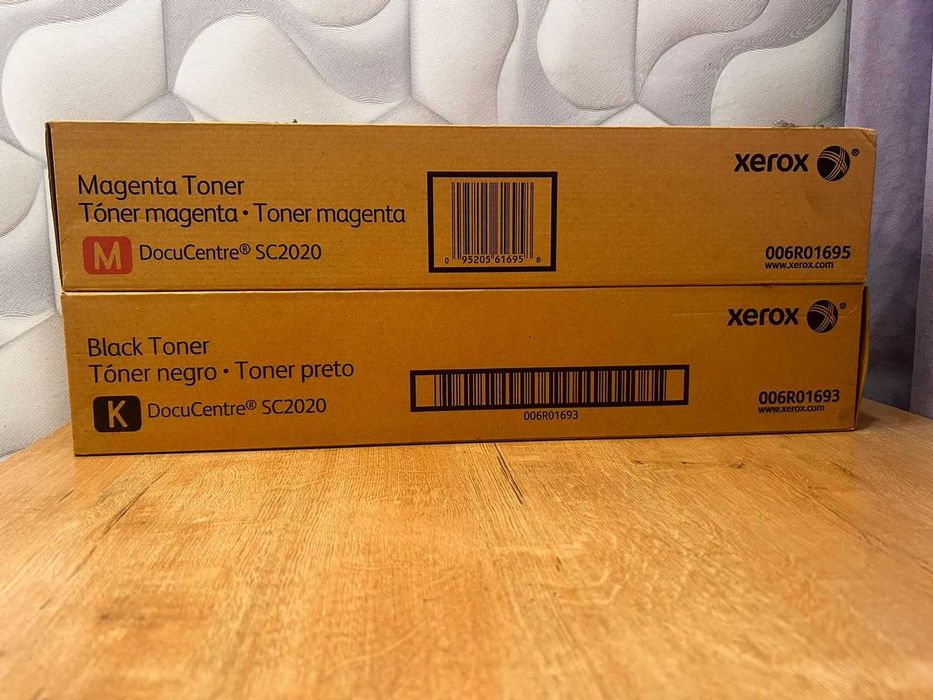 Magenta Toner
Tóner magenta • Toner magenta
M DocuCentre® SC2020
0 95205 61695 8
xerox®
006R01695
www.xerox.com
Black Toner
Tóner negro • Toner preto
K DocuCentre® SC2020
006R01693
xerox®
006R01693
www.xerox.com